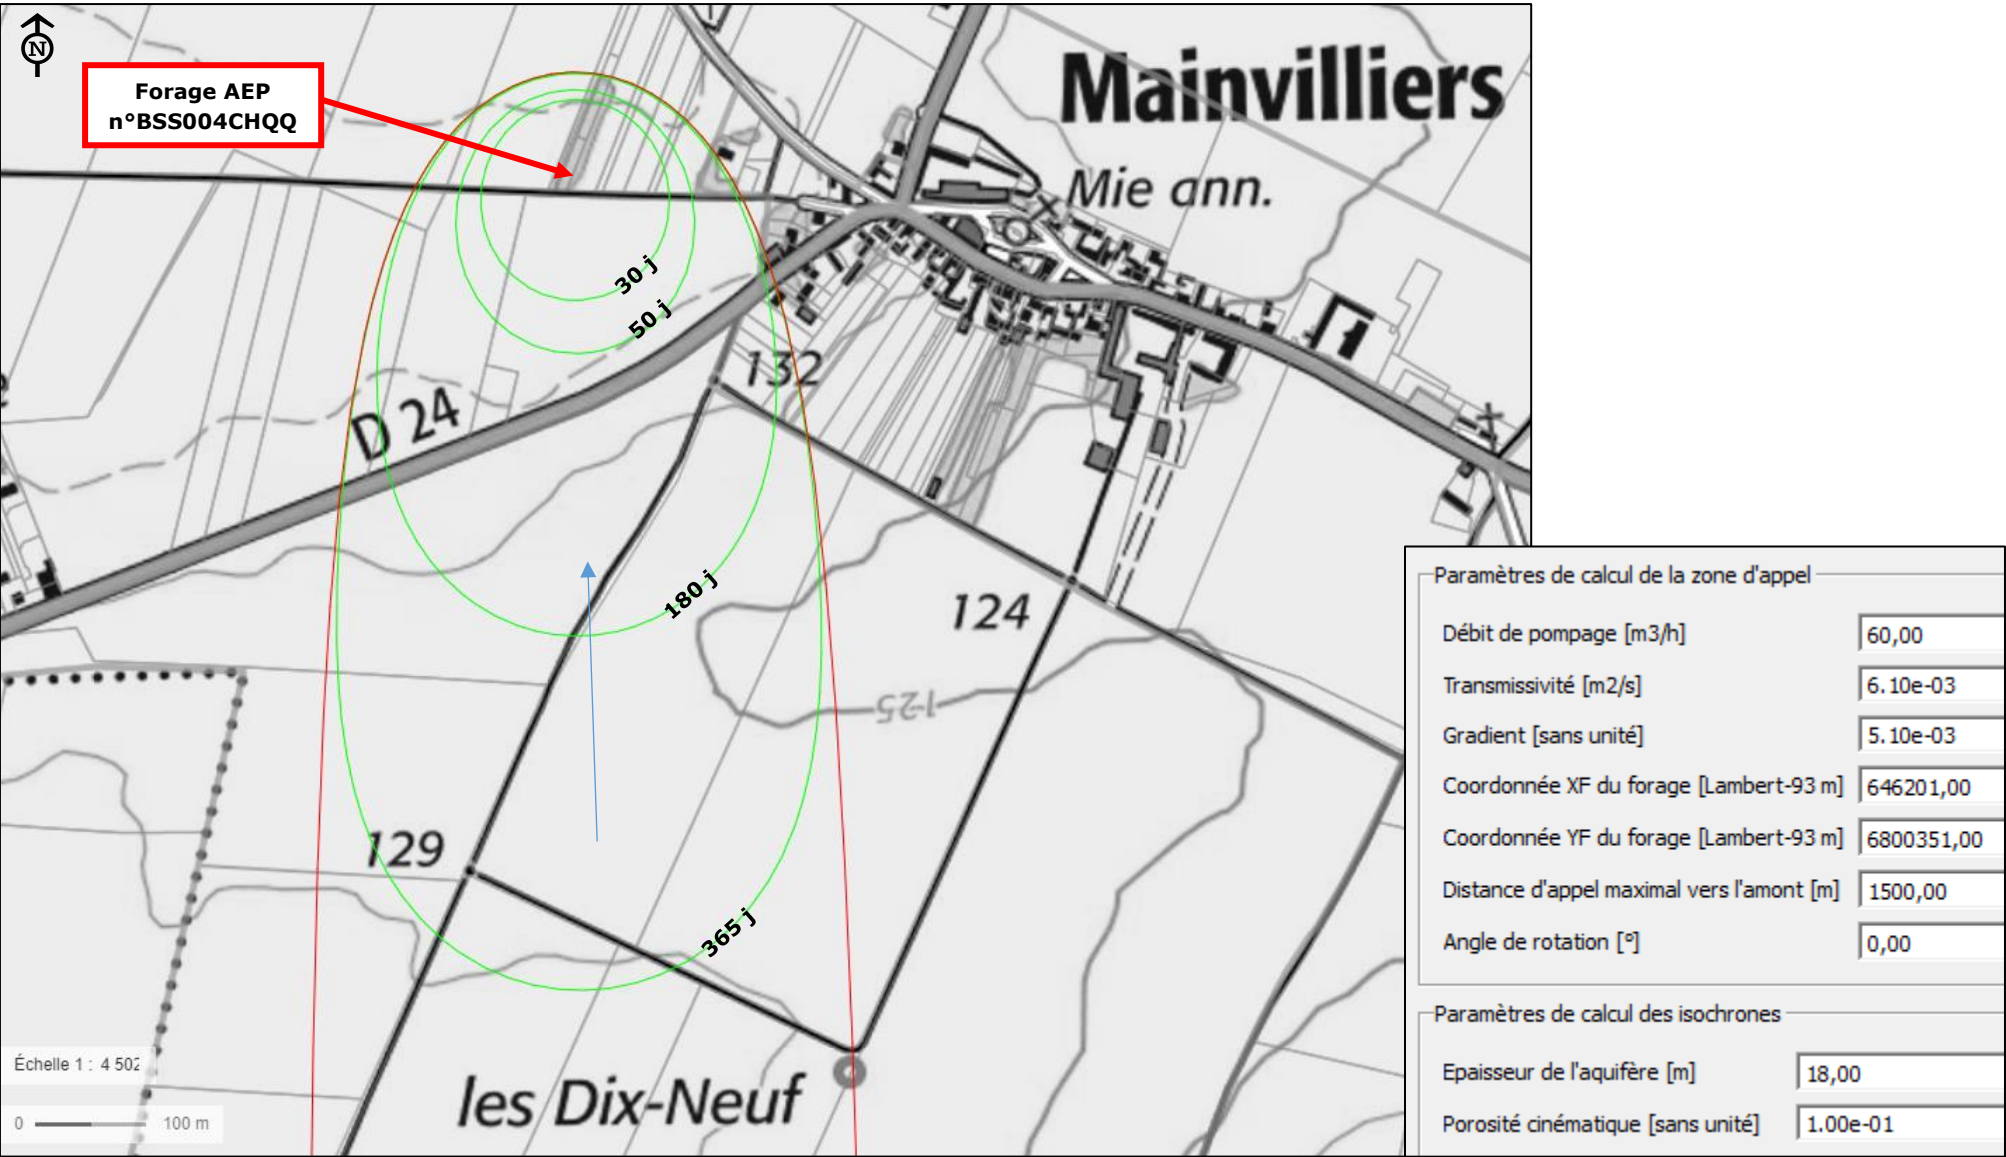 N
Forage AEP
n°BSS004CHQQ
Mainvilliers
Mie ann.
30 j
50 j
132
D 24
180 j
124
125
129
365 j
les Dix-Neuf
Échelle 1 : 4 502
0 100 m
Paramètres de calcul de la zone d'appel
Débit de pompage [m3/h] 60,00
Transmissivité [m2/s] 6.10e-03
Gradient [sans unité] 5.10e-03
Coordonnée XF du forage [Lambert-93 m] 646201,00
Coordonnée YF du forage [Lambert-93 m] 6800351,00
Distance d'appel maximal vers l'amont [m] 1500,00
Angle de rotation [°] 0,00
Paramètres de calcul des isochrones
Epaisseur de l'aquifère [m] 18,00
Porosité cinématique [sans unité] 1.00e-01